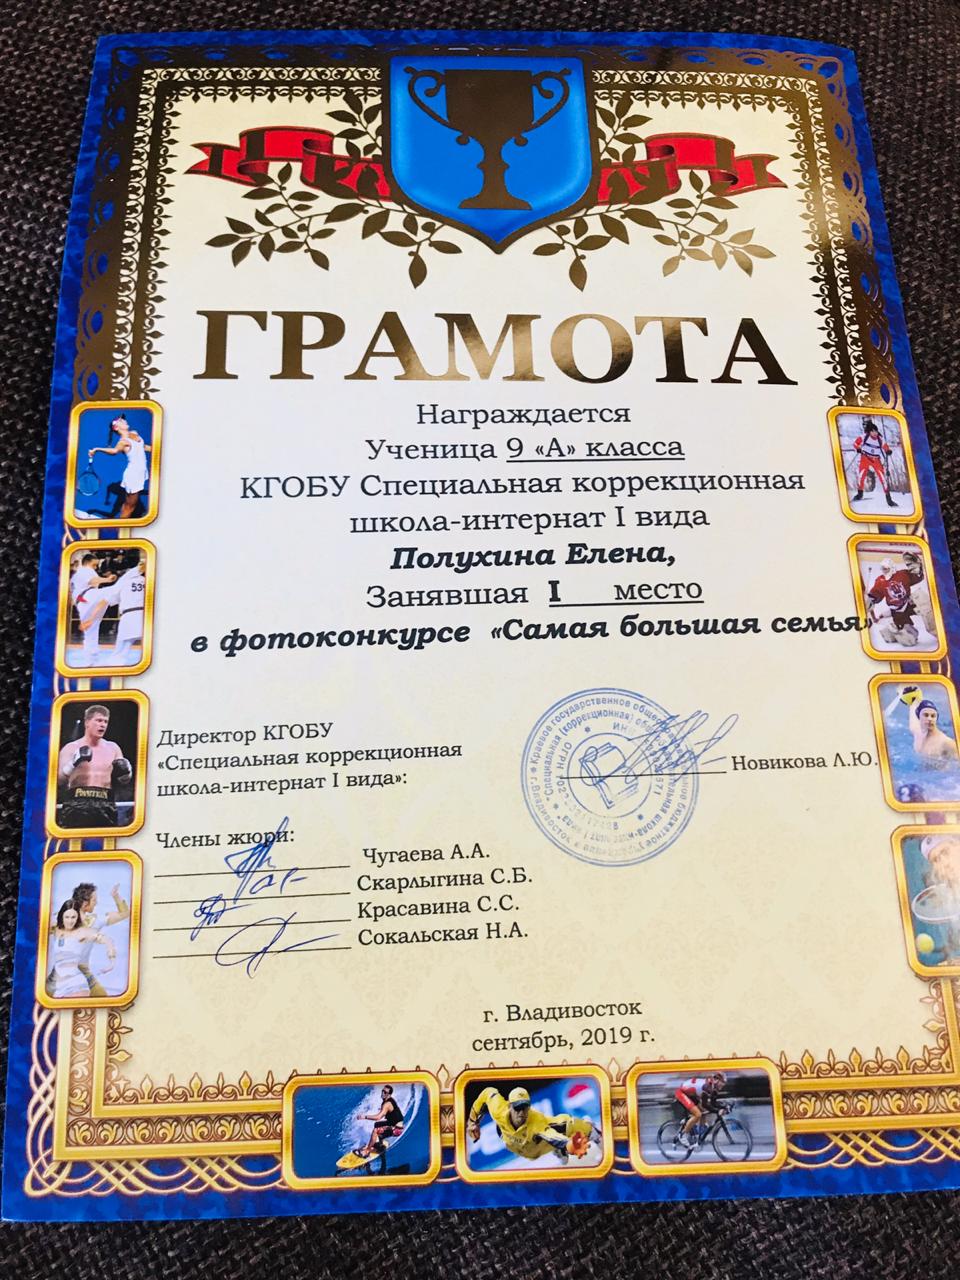 ГРАМОТА
Награждается
Ученица 9 «А» класса
КГОБУ Специальная коррекционная
школа-интернат I вида
Полухина Елена,
Занявшая I место
в фотоконкурсе «Самая большая семья»
Директор КГОБУ
«Специальная коррекционная
школа-интернат I вида»:
Новикова Л.Ю.
Члены жюри:
Чугаева А.А.
Скарлыгина С.Б.
Красавина С.С.
Сокальская Н.А.
г. Владивосток
сентябрь, 2019 г.